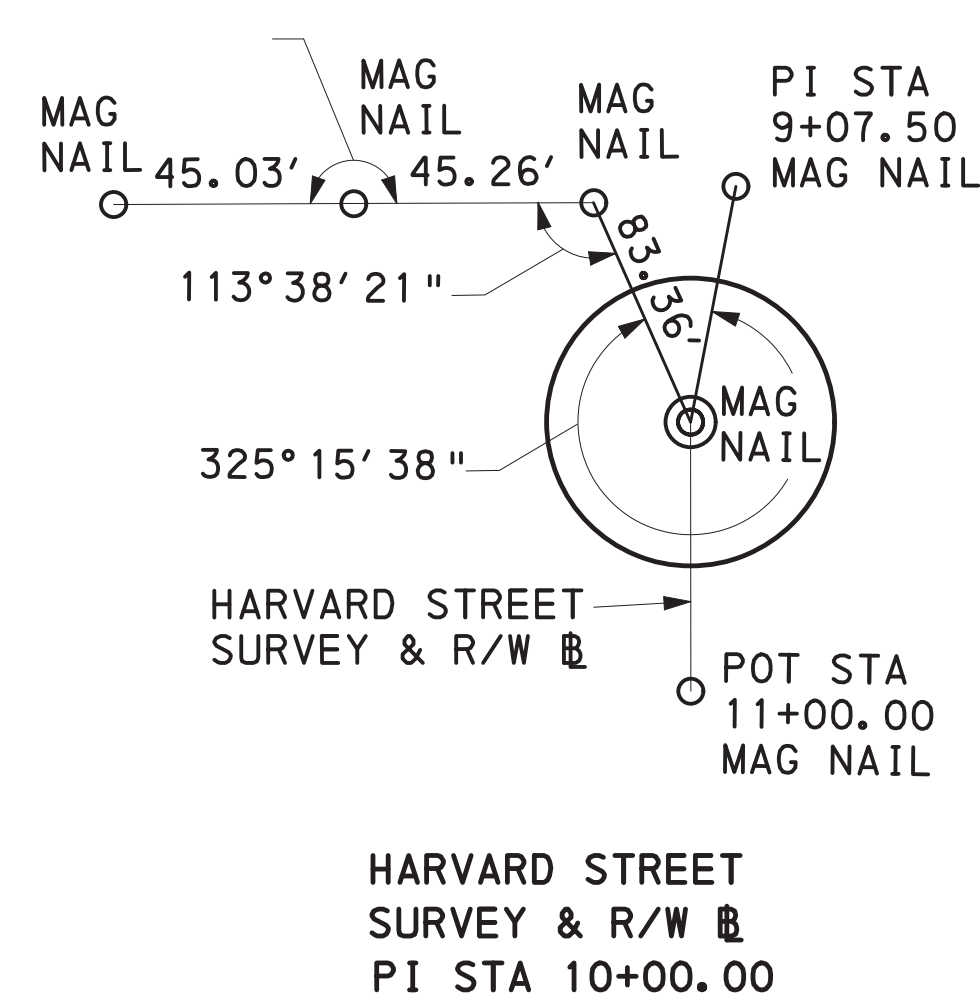 MAG
NAIL
45.03'
MAG
NAIL
45.26'
MAG
NAIL
PI STA
9+07.50
MAG NAIL
83.36'
113°38'21"
MAG
NAIL
325°15'38"
HARVARD STREET
SURVEY & R/W BL
POT STA
11+00.00
MAG NAIL
HARVARD STREET
SURVEY & R/W BL
PI STA 10+00.00